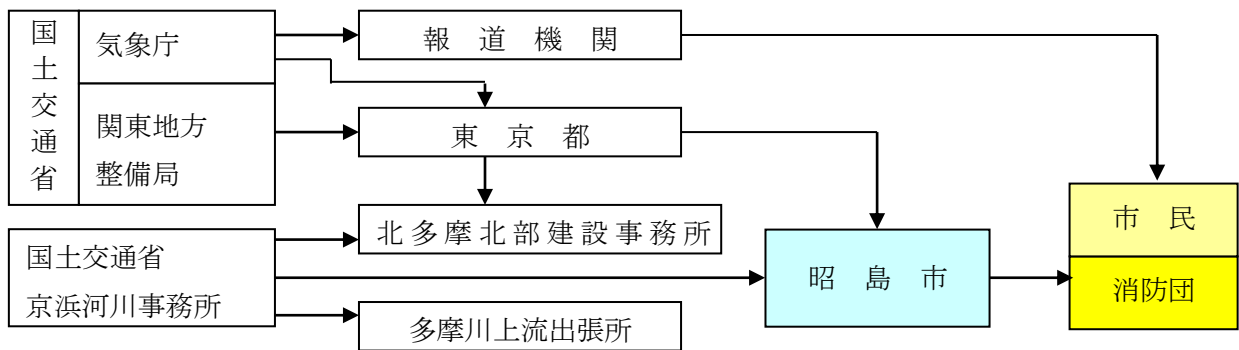 国土交通省
気象庁
関東地方
整備局
報道機関
東京都
北多摩北部建設事務所
国土交通省
京浜河川事務所
多摩川上流出張所
昭島市
市民
消防団